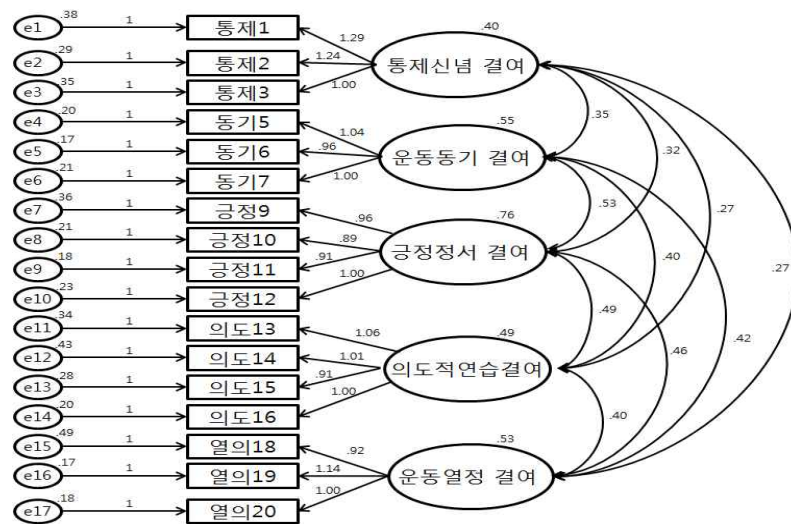 e1 .38 1 통제1 1.29 .40
e2 .29 1 통제2 1.24 통제신념 결여
e3 .35 1 통제3 1.00
e4 .20 1 동기5 1.04 .55 .35
e5 .17 1 동기6 .96 운동동기 결여 .32
e6 .21 1 동기7 1.00
e7 .36 1 긍정9 .96 .76 .53 .27
e8 .21 1 긍정10 .89 긍정정서 결여 .40
e9 .18 1 긍정11 .91 .27
e10 .23 1 긍정12 1.00
e11 .34 1 의도13 1.06 .49 .49
e12 .43 1 의도14 1.01 의도적연습결여 .46 .42
e13 .28 1 의도15 .91
e14 .20 1 의도16 1.00 .40
e15 .49 1 열의18 .92 .53
e16 .17 1 열의19 1.14 운동열정 결여
e17 .18 1 열의20 1.00